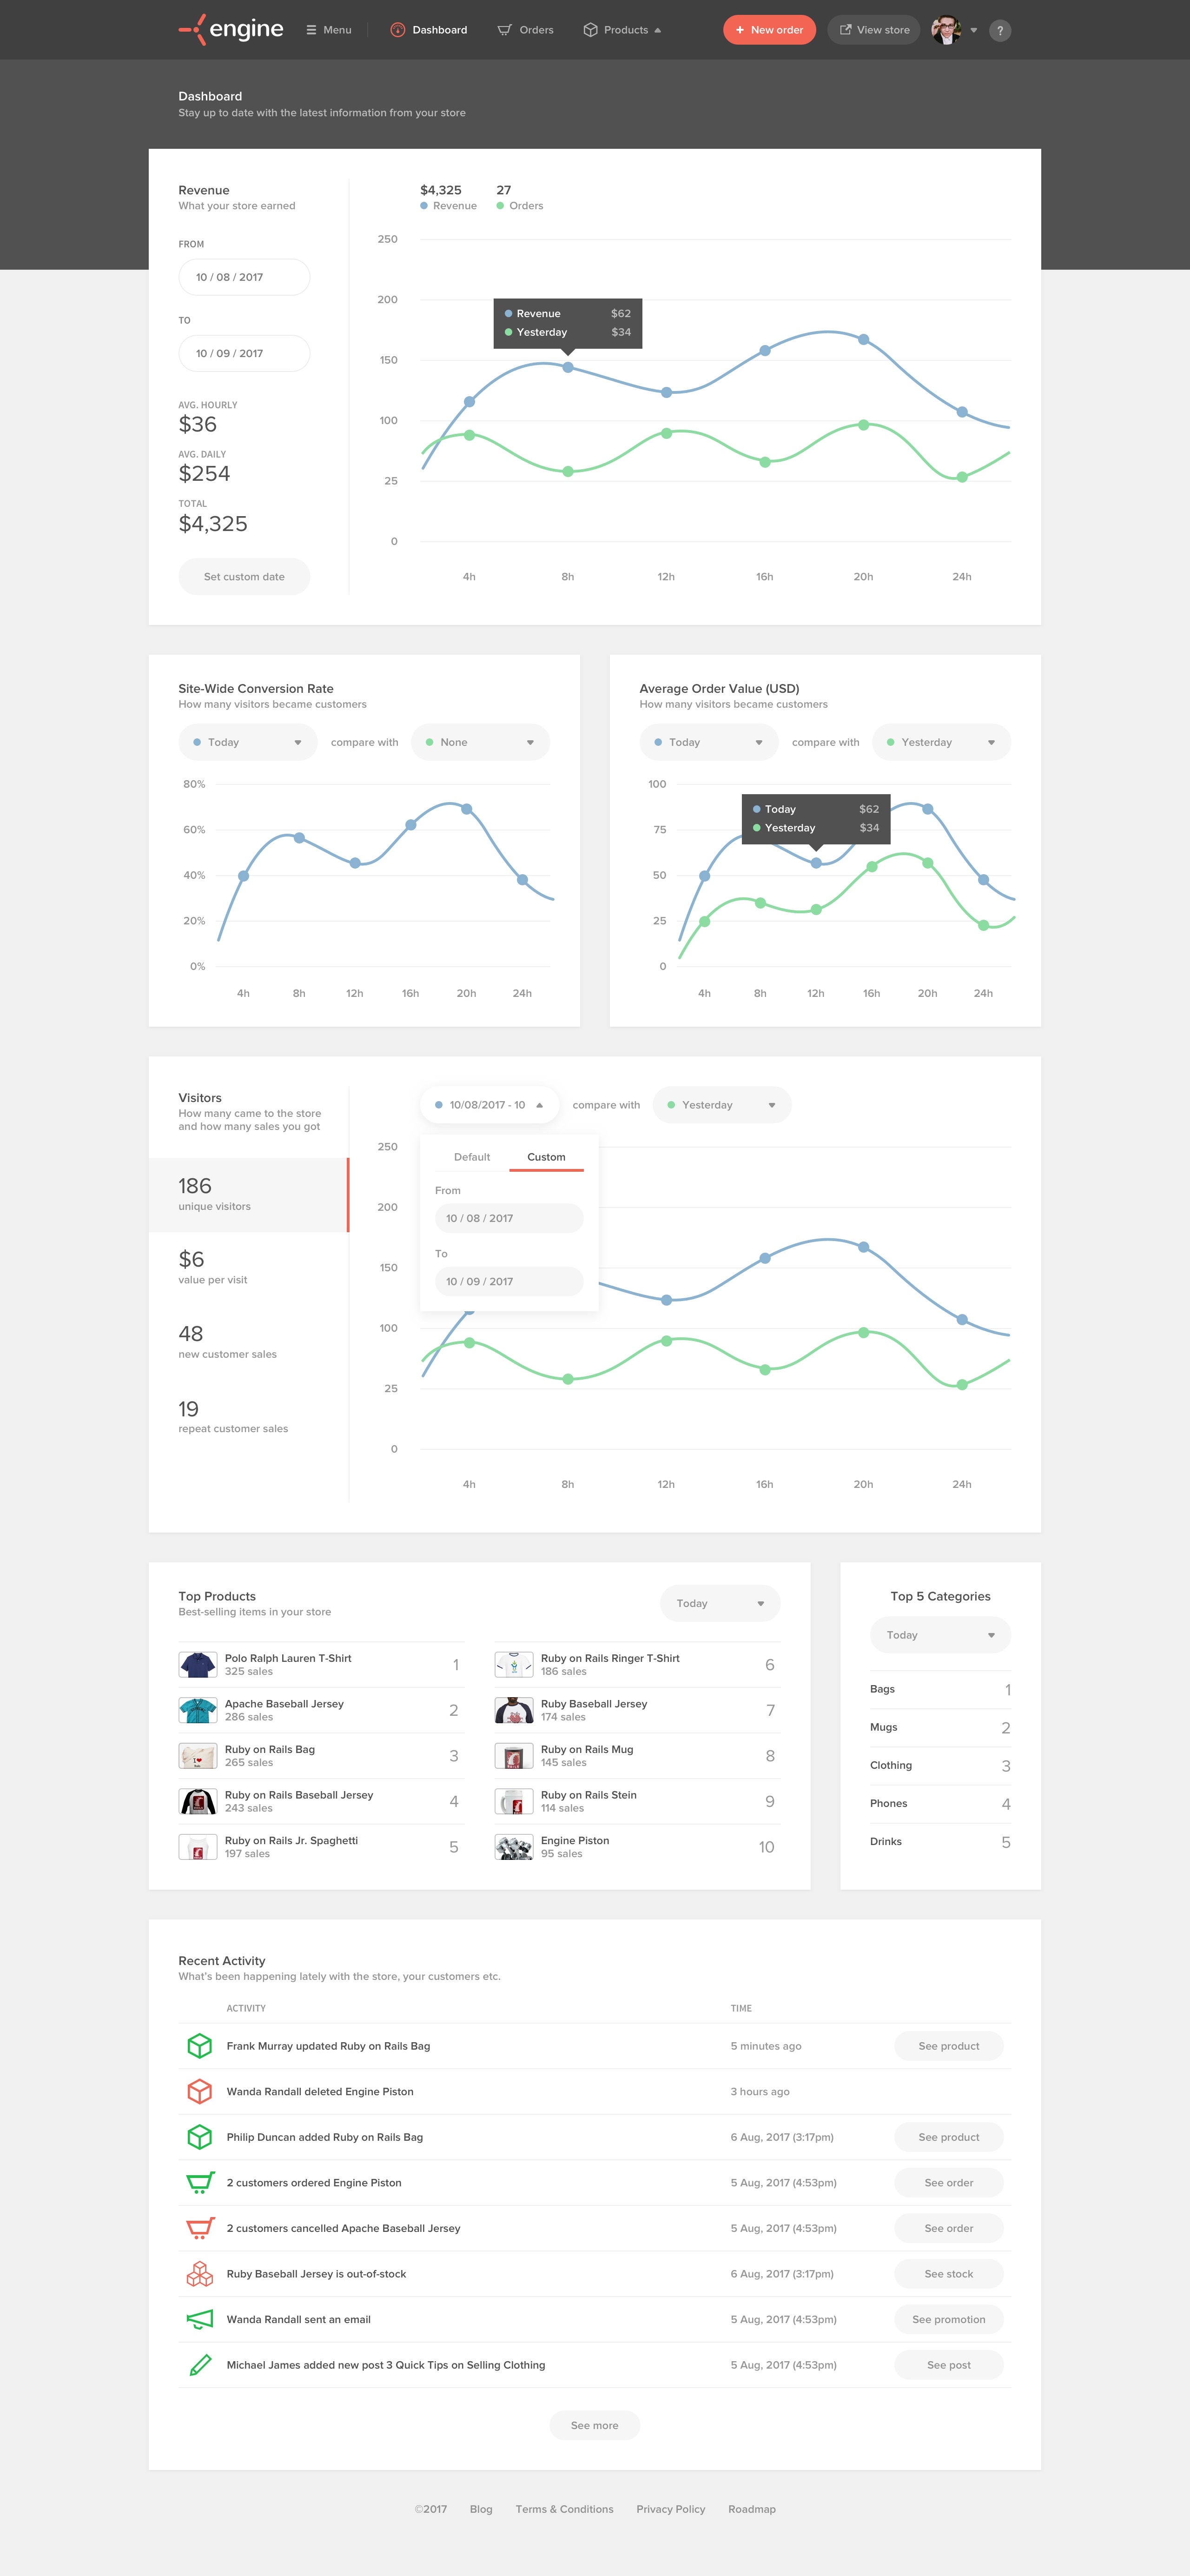 engine
Menu
Dashboard
Orders
Products
+ New order
View store
?
Dashboard
Stay up to date with the latest information from your store
Revenue
What your store earned
FROM
10 / 08 / 2017
TO
10 / 09 / 2017
AVG. HOURLY
$36
AVG. DAILY
$254
TOTAL
$4,325
Set custom date
$4,325
Revenue
27
Orders
250
200
150
100
25
0
Revenue $62
Yesterday $34
4h 8h 12h 16h 20h 24h
Site-Wide Conversion Rate
How many visitors became customers
Today compare with None
80%
60%
40%
20%
0%
4h 8h 12h 16h 20h 24h
Average Order Value (USD)
How many visitors became customers
Today compare with Yesterday
100
75
50
25
0
Today $62
Yesterday $34
4h 8h 12h 16h 20h 24h
Visitors
How many came to the store
and how many sales you got
186
unique visitors
$6
value per visit
48
new customer sales
19
repeat customer sales
10/08/2017 - 10 compare with Yesterday
Default Custom
From
10 / 08 / 2017
To
10 / 09 / 2017
250
200
150
100
25
0
4h 8h 12h 16h 20h 24h
Top Products
Best-selling items in your store
Today
Polo Ralph Lauren T-Shirt
325 sales
1
Apache Baseball Jersey
286 sales
2
Ruby on Rails Bag
265 sales
3
Ruby on Rails Baseball Jersey
243 sales
4
Ruby on Rails Jr. Spaghetti
197 sales
5
Ruby on Rails Ringer T-Shirt
186 sales
6
Ruby Baseball Jersey
174 sales
7
Ruby on Rails Mug
145 sales
8
Ruby on Rails Stein
114 sales
9
Engine Piston
95 sales
10
Top 5 Categories
Today
Bags 1
Mugs 2
Clothing 3
Phones 4
Drinks 5
Recent Activity
What's been happening lately with the store, your customers etc.
ACTIVITY TIME
Frank Murray updated Ruby on Rails Bag 5 minutes ago See product
Wanda Randall deleted Engine Piston 3 hours ago
Philip Duncan added Ruby on Rails Bag 6 Aug, 2017 (3:17pm) See product
2 customers ordered Engine Piston 5 Aug, 2017 (4:53pm) See order
2 customers cancelled Apache Baseball Jersey 5 Aug, 2017 (4:53pm) See order
Ruby Baseball Jersey is out-of-stock 6 Aug, 2017 (3:17pm) See stock
Wanda Randall sent an email 5 Aug, 2017 (4:53pm) See promotion
Michael James added new post 3 Quick Tips on Selling Clothing 5 Aug, 2017 (4:53pm) See post
See more
©2017 Blog Terms & Conditions Privacy Policy Roadmap